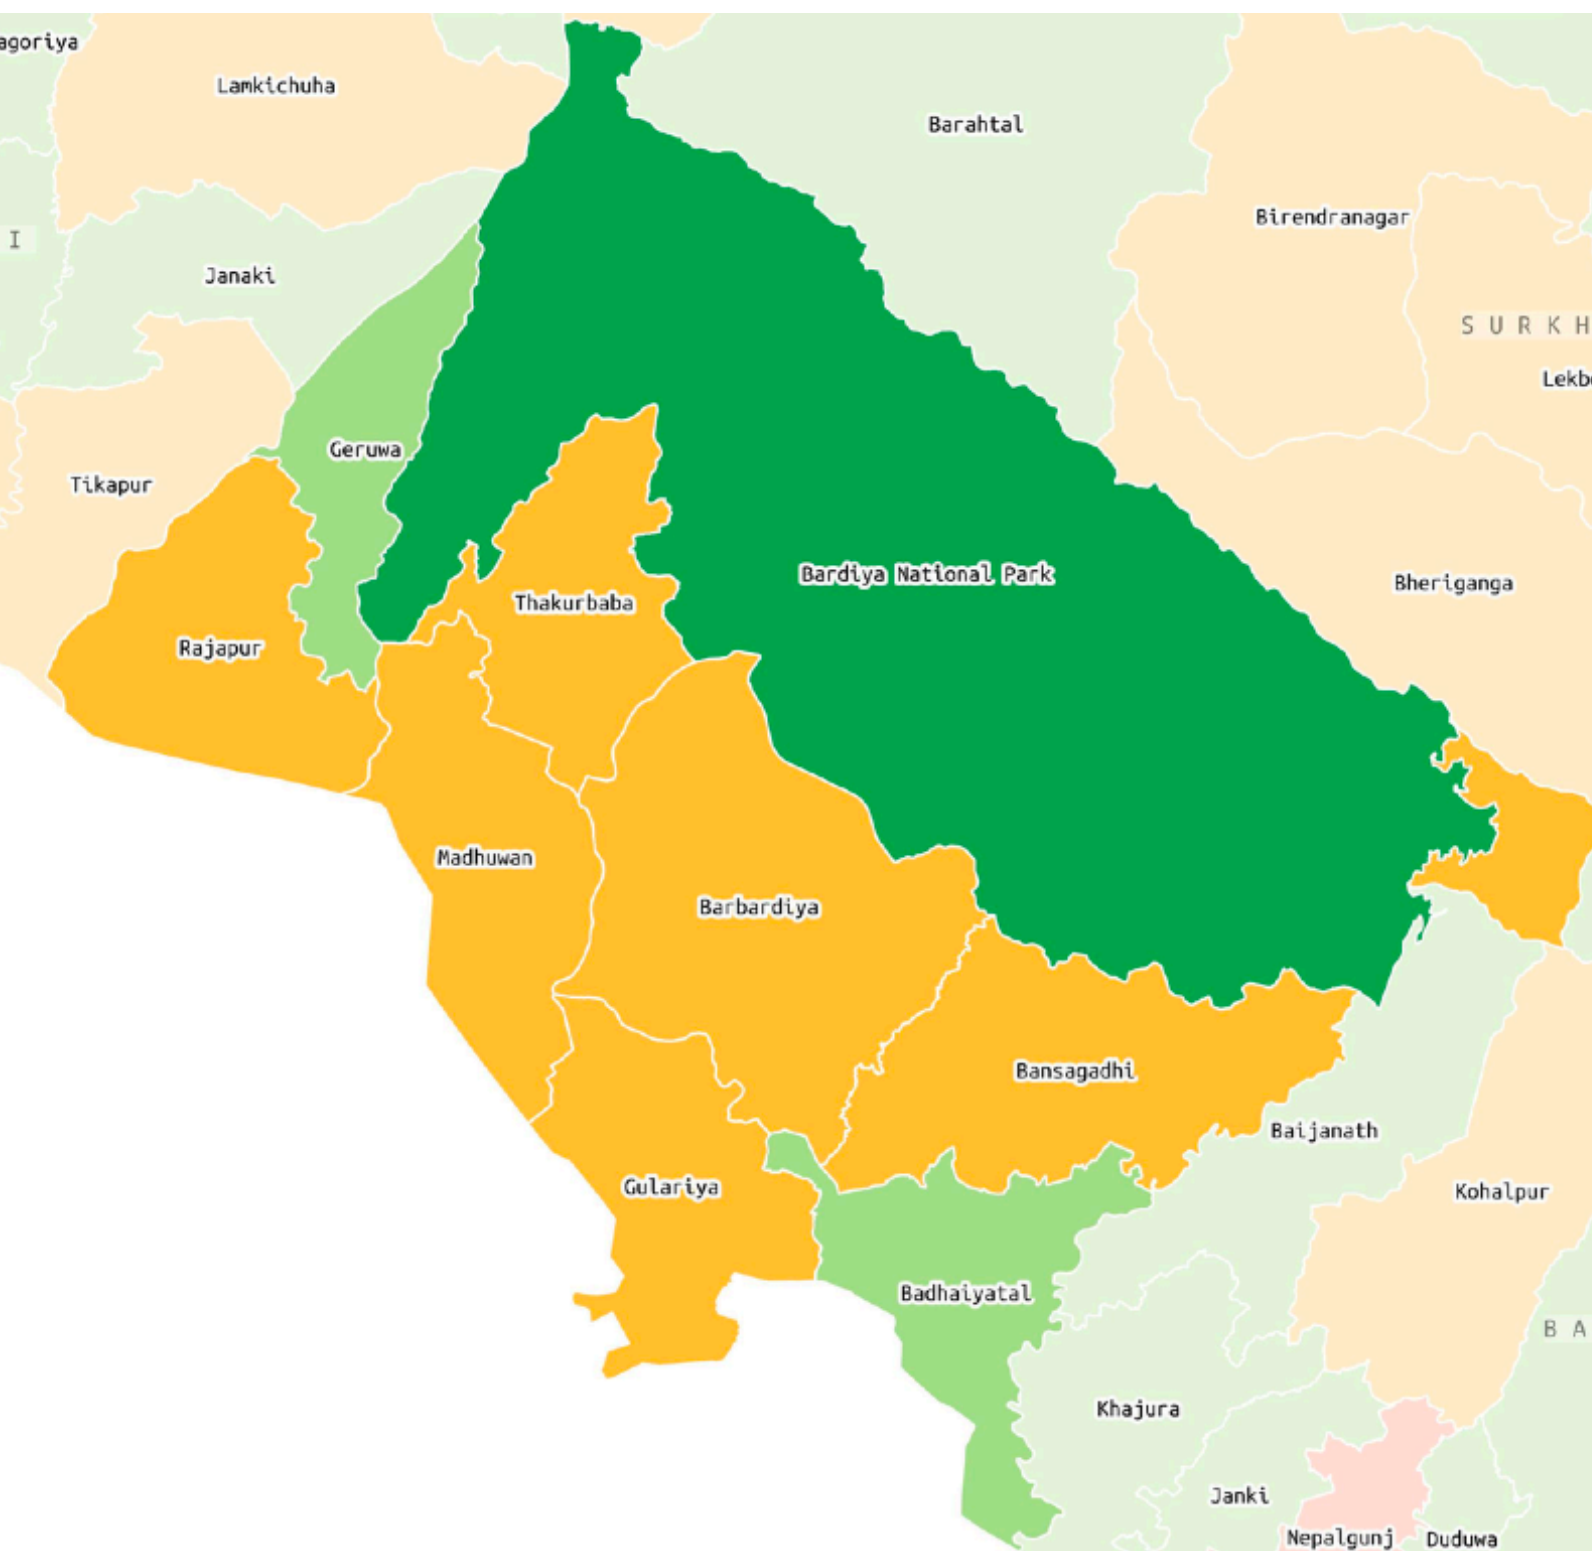 agoriya
Lamkichuha
Barahtal
Birendranagar
I
Janaki
S U R K H
Lekb
Geruwa
Tikapur
Bardiya National Park
Bheriganga
Thakurbaba
Rajapur
Madhuwan
Barbardiya
Bansagadhi
Baijanath
Gulariya
Kohalpur
Badhaiyatal
B A
Khajura
Janki
Nepalgunj
Duduwa